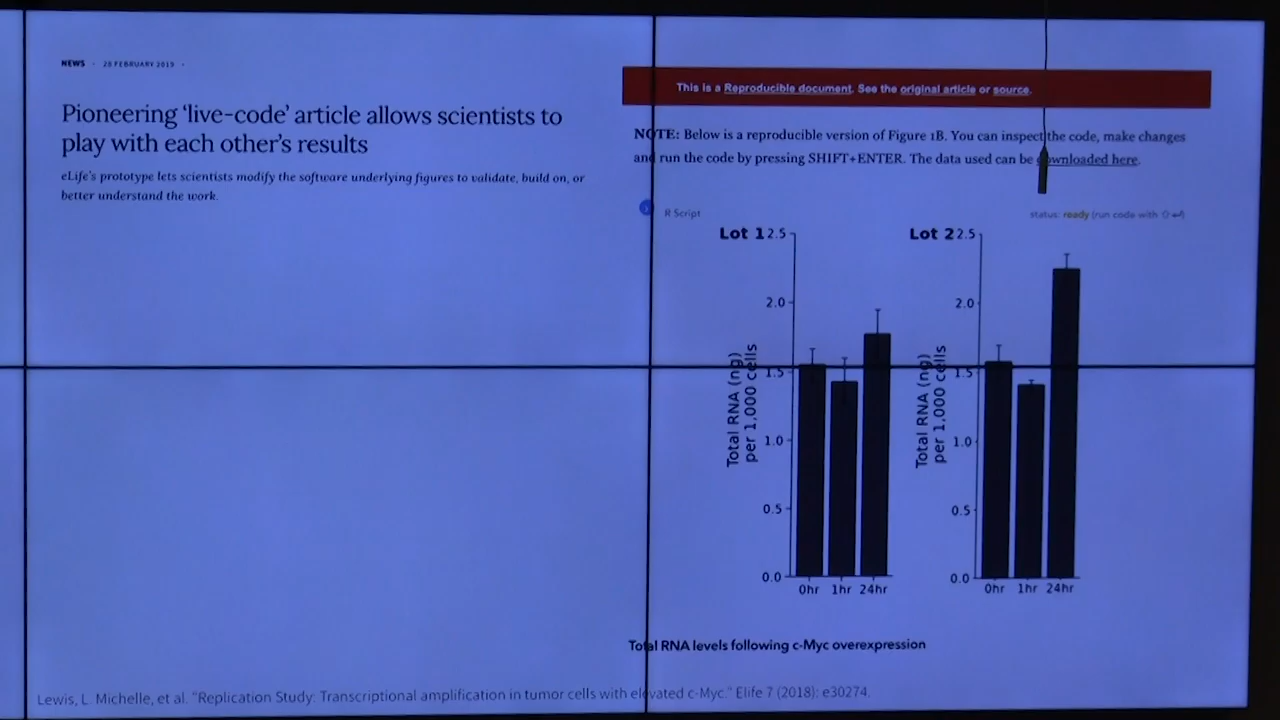 NEWS · 20 FEBRUARY 2019 ·
Pioneering ‘live-code’ article allows scientists to
play with each other’s results
eLife's prototype lets scientists modify the software underlying figures to validate, build on, or
better understand the work.
This is a Reproducible document. See the original article or source.
NOTE: Below is a reproducible version of Figure 1B. You can inspect the code, make changes
and run the code by pressing SHIFT+ENTER. The data used can be downloaded here.
R Script
status: ready (run code with
Lot 1
2.5
2.0
1.5
1.0
0.5
0.0
Total RNA (ng)
per 1,000 cells
0hr 1hr 24hr
Lot 2
2.5
2.0
1.5
1.0
0.5
0.0
Total RNA (ng)
per 1,000 cells
0hr 1hr 24hr
Total RNA levels following c-Myc overexpression
Lewis, L. Michelle, et al. "Replication Study: Transcriptional amplification in tumor cells with elevated c-Myc." Elife 7 (2018): e30274.